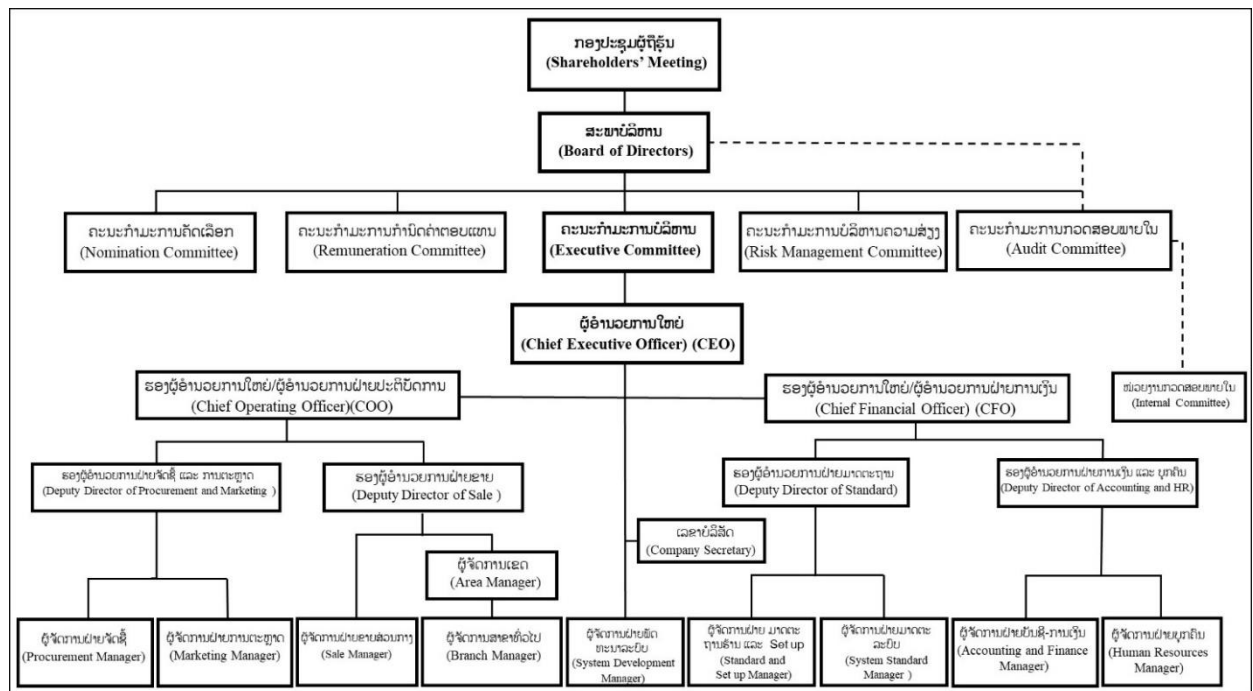 ກອງປະຊຸມຜູ້ຖືຮຸ້ນ
(Shareholders’ Meeting)
ສະພາບໍລິຫານ
(Board of Directors)
ຄະນະກຳມະການຄັດເລືອກ
(Nomination Committee)
ຄະນະກຳມະການກຳນົດຄ່າຕອບແທນ
(Remuneration Committee)
ຄະນະກຳມະການບໍລິຫານ
(Executive Committee)
ຄະນະກຳມະການບໍລິຫານຄວາມສ່ຽງ
(Risk Management Committee)
ຄະນະກຳມະການກວດສອບພາຍໃນ
(Audit Committee)
ຜູ້ອຳນວຍການໃຫຍ່
(Chief Executive Officer) (CEO)
ຮອງຜູ້ອຳນວຍການໃຫຍ່/ຜູ້ອຳນວຍການຝ່າຍປະຕິບັດການ
(Chief Operating Officer)(COO)
ຮອງຜູ້ອຳນວຍການໃຫຍ່/ຜູ້ອຳນວຍການຝ່າຍການເງິນ
(Chief Financial Officer) (CFO)
ໜ່ວຍງານກວດສອບພາຍໃນ
(Internal Committee)
ຮອງຜູ້ອຳນວຍການຝ່າຍຈັດຊື້ ແລະ ການຕະຫຼາດ
(Deputy Director of Procurement and Marketing )
ຮອງຜູ້ອຳນວຍການຝ່າຍຂາຍ
(Deputy Director of Sale )
ຮອງຜູ້ອຳນວຍການຝ່າຍມາດຕະຖານ
(Deputy Director of Standard)
ຮອງຜູ້ອຳນວຍການຝ່າຍການເງິນ ແລະ ບຸກຄົນ
(Deputy Director of Accounting and HR)
ເລຂາບໍລິສັດ
(Company Secretary)
ຜູ້ຈັດການເຂດ
(Area Manager)
ຜູ້ຈັດການຝ່າຍຈັດຊື້
(Procurement Manager)
ຜູ້ຈັດການຝ່າຍການຕະຫຼາດ
(Marketing Manager)
ຜູ້ຈັດການຝ່າຍຂາຍສ່ວນກາງ
(Sale Manager)
ຜູ້ຈັດການສາຂາທົ່ວໄປ
(Branch Manager)
ຜູ້ຈັດການຝ່າຍພັດ
ທະນາລະບົບ
(System Development
Manager)
ຜູ້ຈັດການຝ່າຍ ມາດຕະ
ຖານຮ້ານ ແລະ Set up
(Standard and
Set up Manager)
ຜູ້ຈັດການຝ່າຍມາດຕະ
ລະບົບ
(System Standard
Manager )
ຜູ້ຈັດການຝ່າຍບັນຊີ-ການເງິນ
(Accounting and Finance
Manager)
ຜູ້ຈັດການຝ່າຍບຸກຄົນ
(Human Resources
Manager)